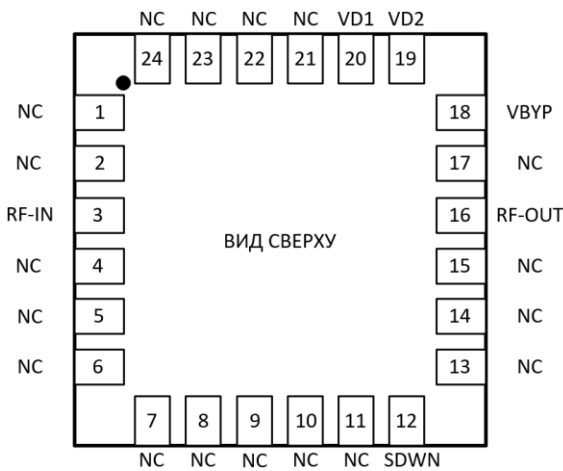 NC NC NC NC VD1 VD2
24 23 22 21 20 19
NC 1 18 VBYP
NC 2 17 NC
RF-IN 3 16 RF-OUT
ВИД СВЕРХУ
NC 4 15 NC
NC 5 14 NC
NC 6 13 NC
7 8 9 10 11 12
NC NC NC NC NC SDWN